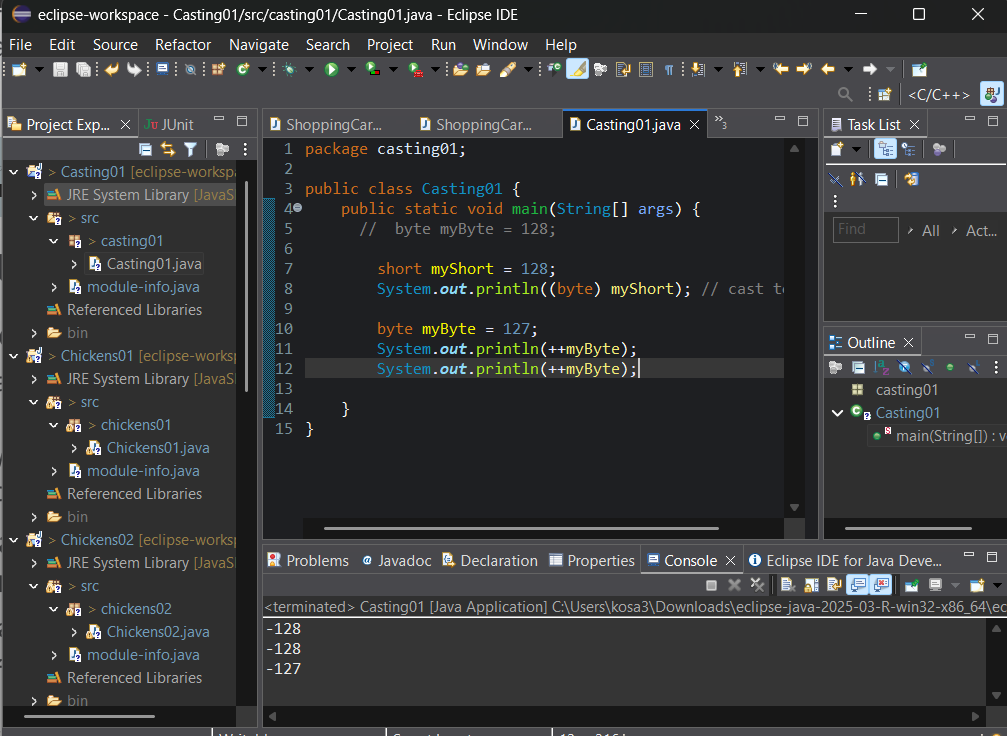 eclipse-workspace - Casting01/src/casting01/Casting01.java - Eclipse IDE
File Edit Source Refactor Navigate Search Project Run Window Help
<C/C++>
Project Exp...
JUnit
> Casting01 [eclipse-worksp
JRE System Library [JavaS
> src
> casting01
Casting01.java
module-info.java
Referenced Libraries
bin
> Chickens01 [eclipse-worksp
JRE System Library [JavaS
> src
> chickens01
Chickens01.java
module-info.java
Referenced Libraries
bin
> Chickens02 [eclipse-worksp
JRE System Library [JavaS
> src
> chickens02
Chickens02.java
module-info.java
Referenced Libraries
bin
ShoppingCar... ShoppingCar... Casting01.java »3
1 package casting01;
2
3 public class Casting01 {
4 public static void main(String[] args) {
5 // byte myByte = 128;
6
7 short myShort = 128;
8 System.out.println((byte) myShort); // cast to
9
10 byte myByte = 127;
11 System.out.println(++myByte);
12 System.out.println(++myByte);
13
14 }
15 }
Task List
Find All Act...
Outline
casting01
Casting01
main(String[]) : v
Problems Javadoc Declaration Properties Console Eclipse IDE for Java Deve...
<terminated> Casting01 [Java Application] C:\Users\kosa3\Downloads\eclipse-java-2025-03-R-win32-x86_64\ec
-128
-128
-127